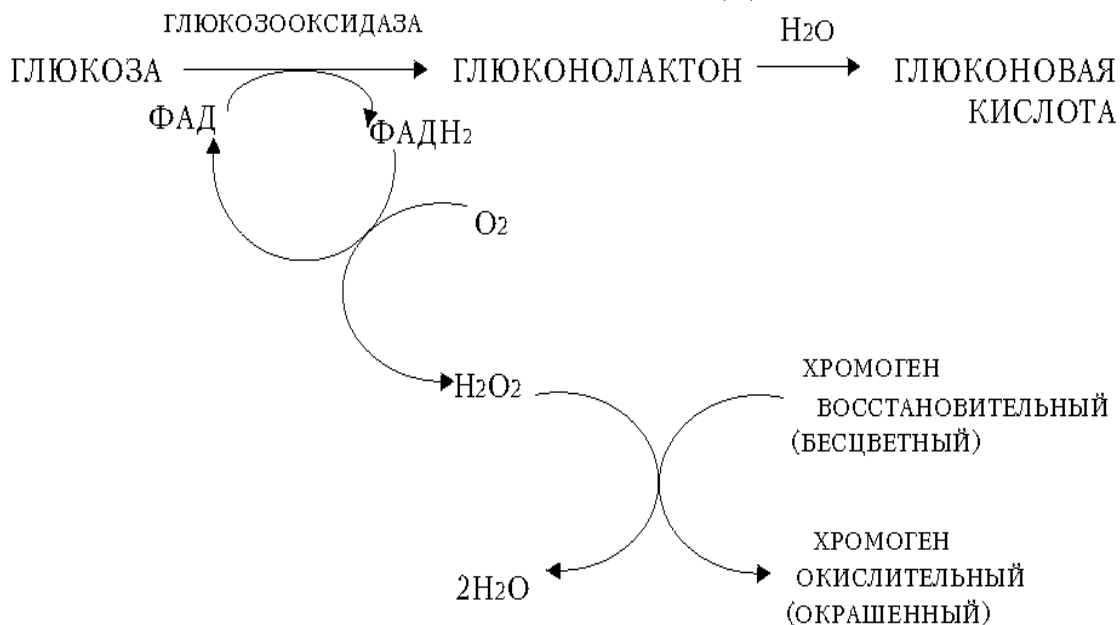 ГЛЮКОЗООКСИДАЗА
H2O
ГЛЮКОЗА
ГЛЮКОНОЛАКТОН
ГЛЮКОНОВАЯ
КИСЛОТА
ФАД
ФАДН2
O2
H2O2
ХРОМОГЕН
ВОССТАНОВИТЕЛЬНЫЙ
(БЕСЦВЕТНЫЙ)
2H2O
ХРОМОГЕН
ОКИСЛИТЕЛЬНЫЙ
(ОКРАШЕННЫЙ)